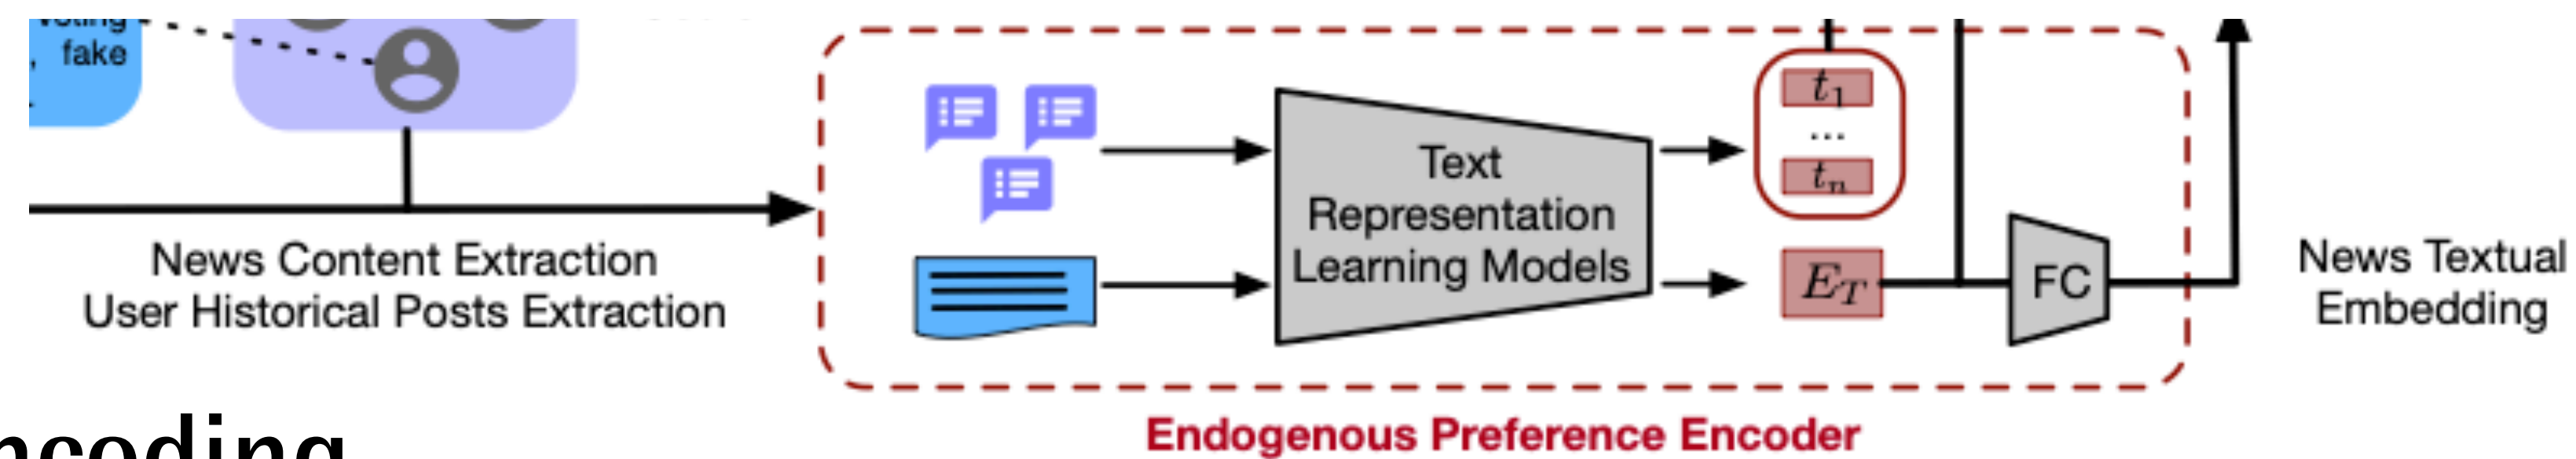 voting
, fake
News Content Extraction
User Historical Posts Extraction
Text
Representation
Learning Models
t1
...
tn
ET
FC
News Textual
Embedding
Endogenous Preference Encoder
ncoding